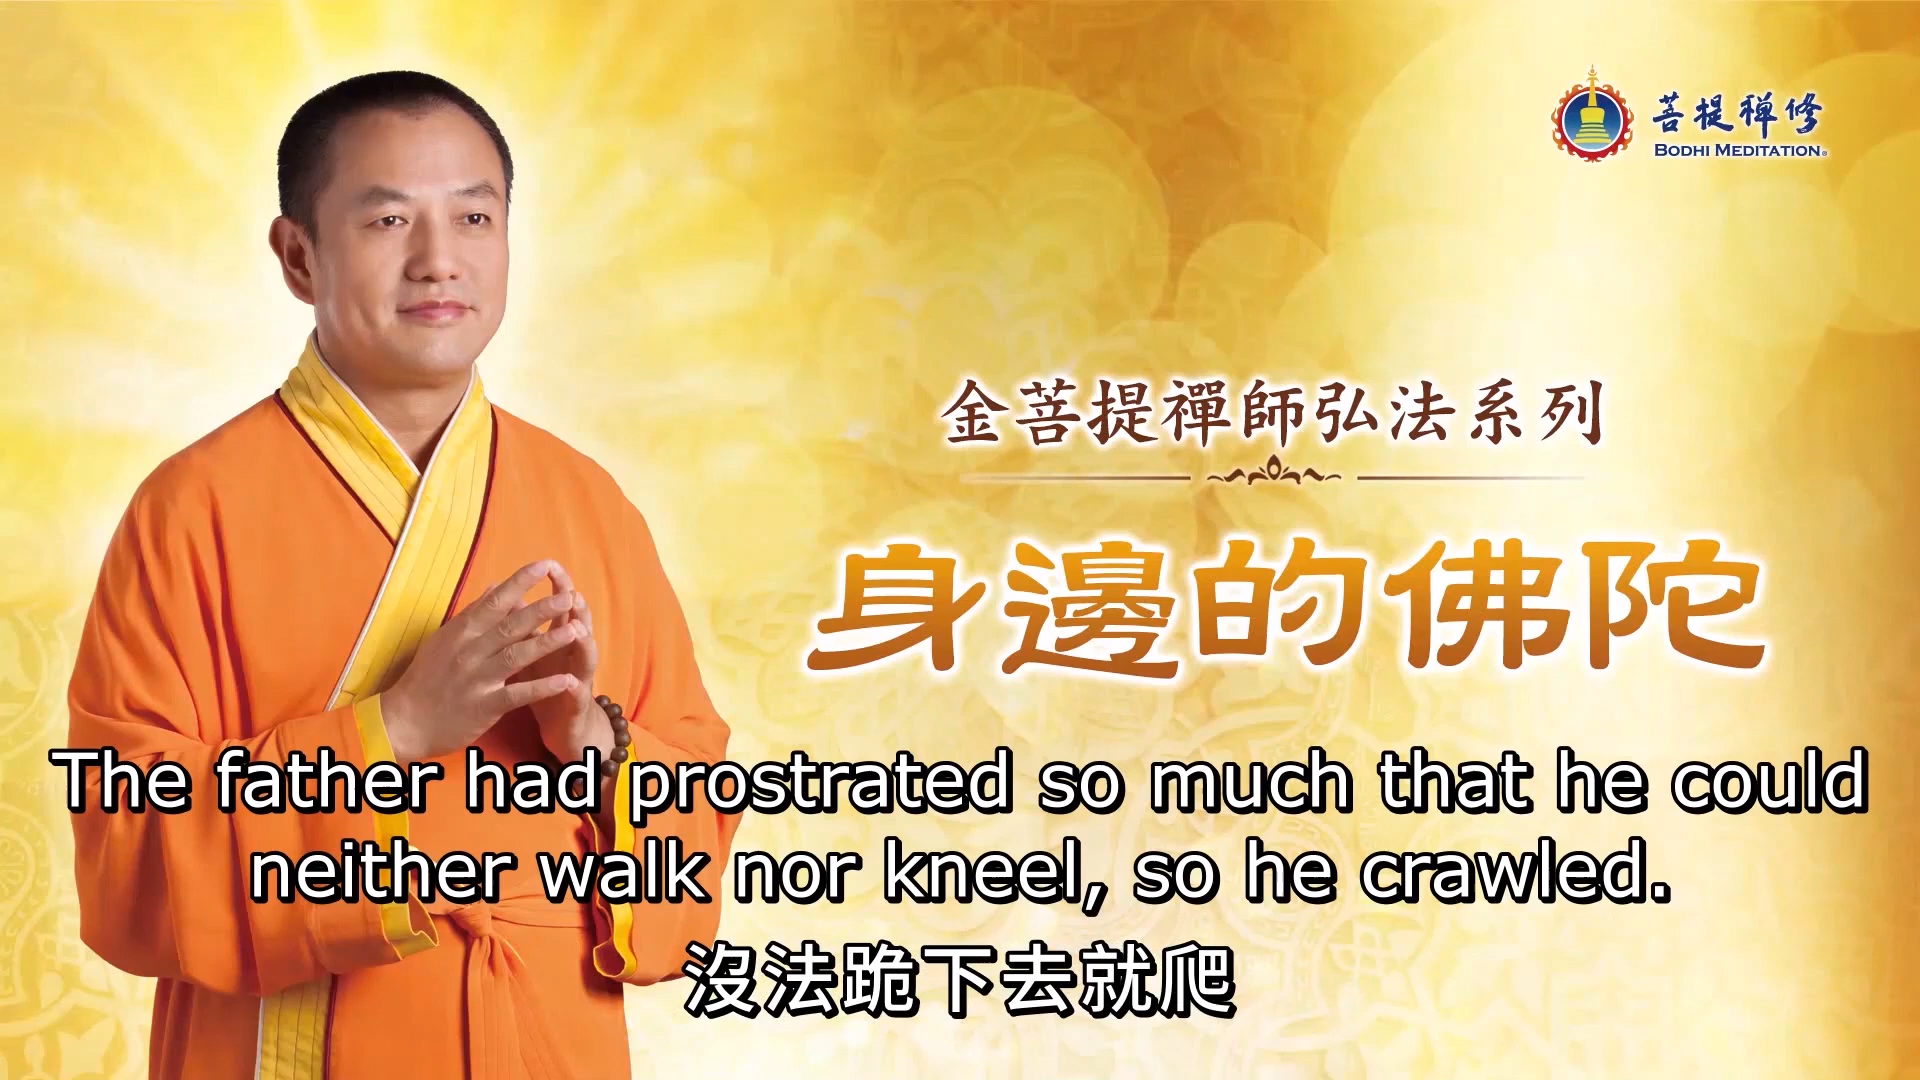 菩提禪修
BODHI MEDITATION®
金菩提禪師弘法系列
身邊的佛陀
The father had prostrated so much that he could
neither walk nor kneel, so he crawled.
沒法跪下去就爬